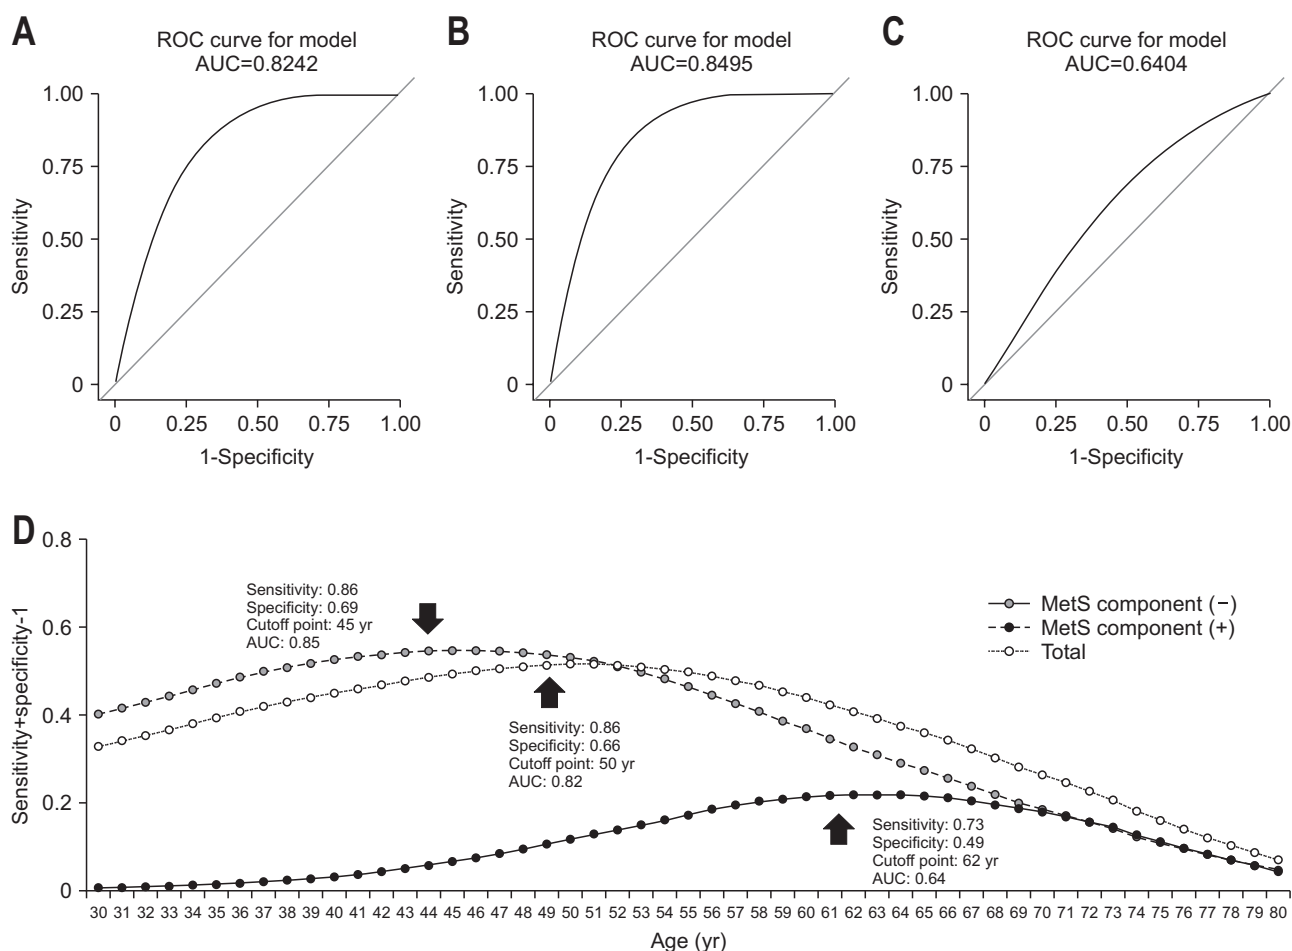 A
ROC curve for model
AUC=0.8242
1.00
0.75
0.50
0.25
0
Sensitivity
0 0.25 0.50 0.75 1.00
1-Specificity
B
ROC curve for model
AUC=0.8495
1.00
0.75
0.50
0.25
0
Sensitivity
0 0.25 0.50 0.75 1.00
1-Specificity
C
ROC curve for model
AUC=0.6404
1.00
0.75
0.50
0.25
0
Sensitivity
0 0.25 0.50 0.75 1.00
1-Specificity
D
0.8
0.6
0.4
0.2
0
Sensitivity+specificity-1
Sensitivity: 0.86
Specificity: 0.69
Cutoff point: 45 yr
AUC: 0.85
Sensitivity: 0.86
Specificity: 0.66
Cutoff point: 50 yr
AUC: 0.82
Sensitivity: 0.73
Specificity: 0.49
Cutoff point: 62 yr
AUC: 0.64
MetS component (−)
MetS component (+)
Total
30 31 32 33 34 35 36 37 38 39 40 41 42 43 44 45 46 47 48 49 50 51 52 53 54 55 56 57 58 59 60 61 62 63 64 65 66 67 68 69 70 71 72 73 74 75 76 77 78 79 80
Age (yr)